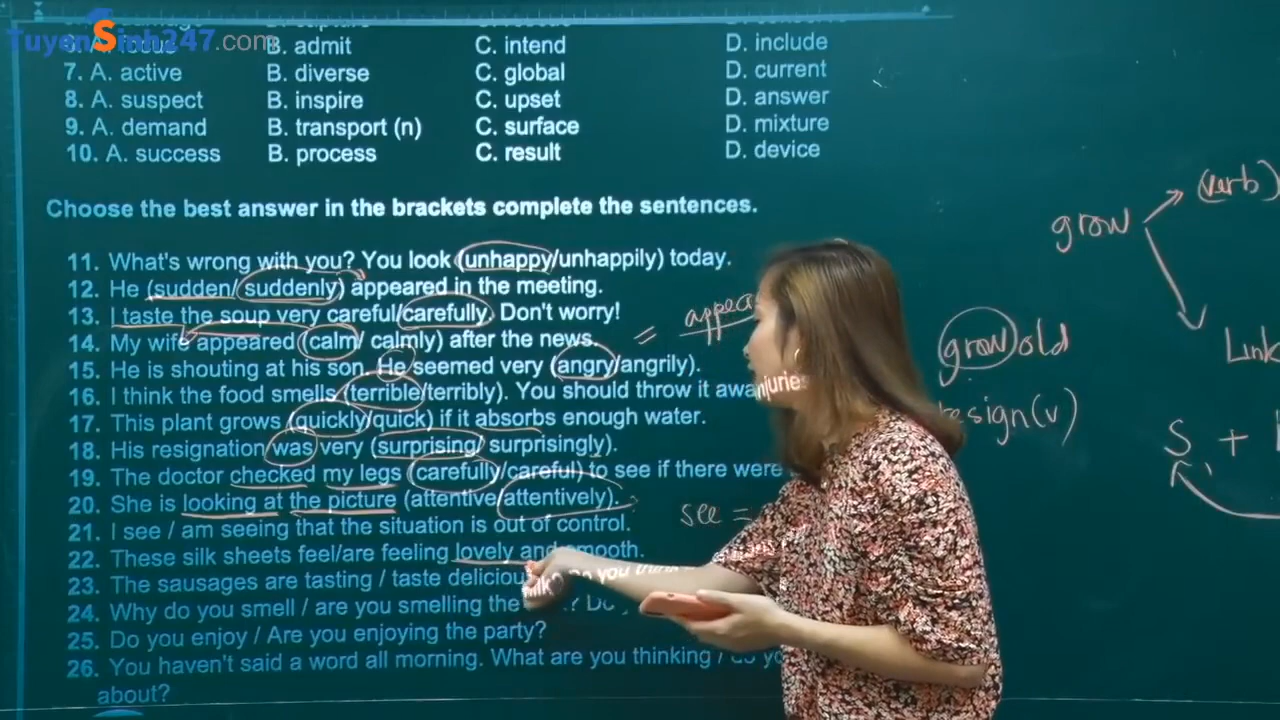 TuyenSinh247.com
B. admit C. intend D. include
7. A. active B. diverse C. global D. current
8. A. suspect B. inspire C. upset D. answer
9. A. demand B. transport (n) C. surface D. mixture
10. A. success B. process C. result D. device
Choose the best answer in the brackets complete the sentences.
11. What's wrong with you? You look (unhappy/unhappily) today.
12. He (sudden/ suddenly) appeared in the meeting.
13. I taste the soup very careful/carefully. Don't worry!
14. My wife appeared (calm/ calmly) after the news.
15. He is shouting at his son. He seemed very (angry/angrily).
16. I think the food smells (terrible/terribly). You should throw it
17. This plant grows (quickly/quick) if it absorbs enough water.
18. His resignation was very (surprising/ surprisingly).
19. The doctor checked my legs (carefully/careful) to see if there were injuries
20. She is looking at the picture (attentive/attentively).
21. I see / am seeing that the situation is out of control.
22. These silk sheets feel/are feeling lovely and smooth.
23. The sausages are tasting / taste
24. Why do you smell / are you smelling the
25. Do you enjoy / Are you enjoying the party?
26. You haven't said a word all morning. What are you thinking /
about?
grow
(verb)
= 
grow old
Link
(v)
S +
see =